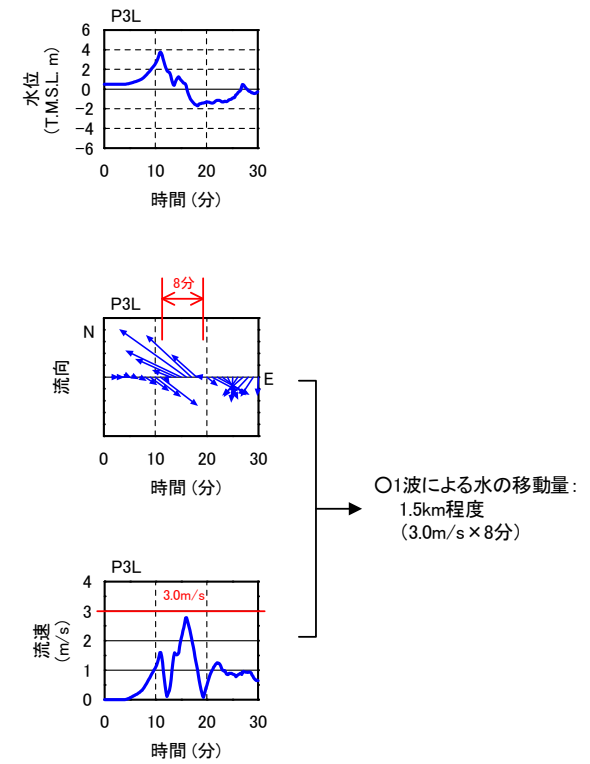 P3L
6
4
2
0
−2
−4
−6
水位
(T.M.S.L. m)
0 10 20 30
時間 (分)
8分
P3L
N
E
流向
0 10 20 30
時間 (分)
○1波による水の移動量：
1.5km程度
(3.0m/s×8分)
P3L
4
3
2
1
0
3.0m/s
流速
(m/s)
0 10 20 30
時間 (分)